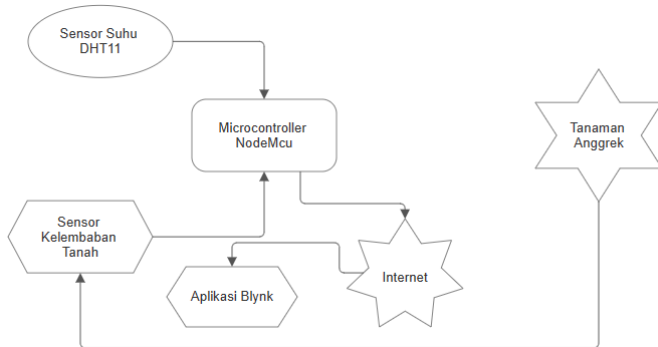 Sensor Suhu
DHT11
Microcontroller
NodeMcu
Tanaman
Anggrek
Sensor
Kelembaban
Tanah
Aplikasi Blynk
Internet